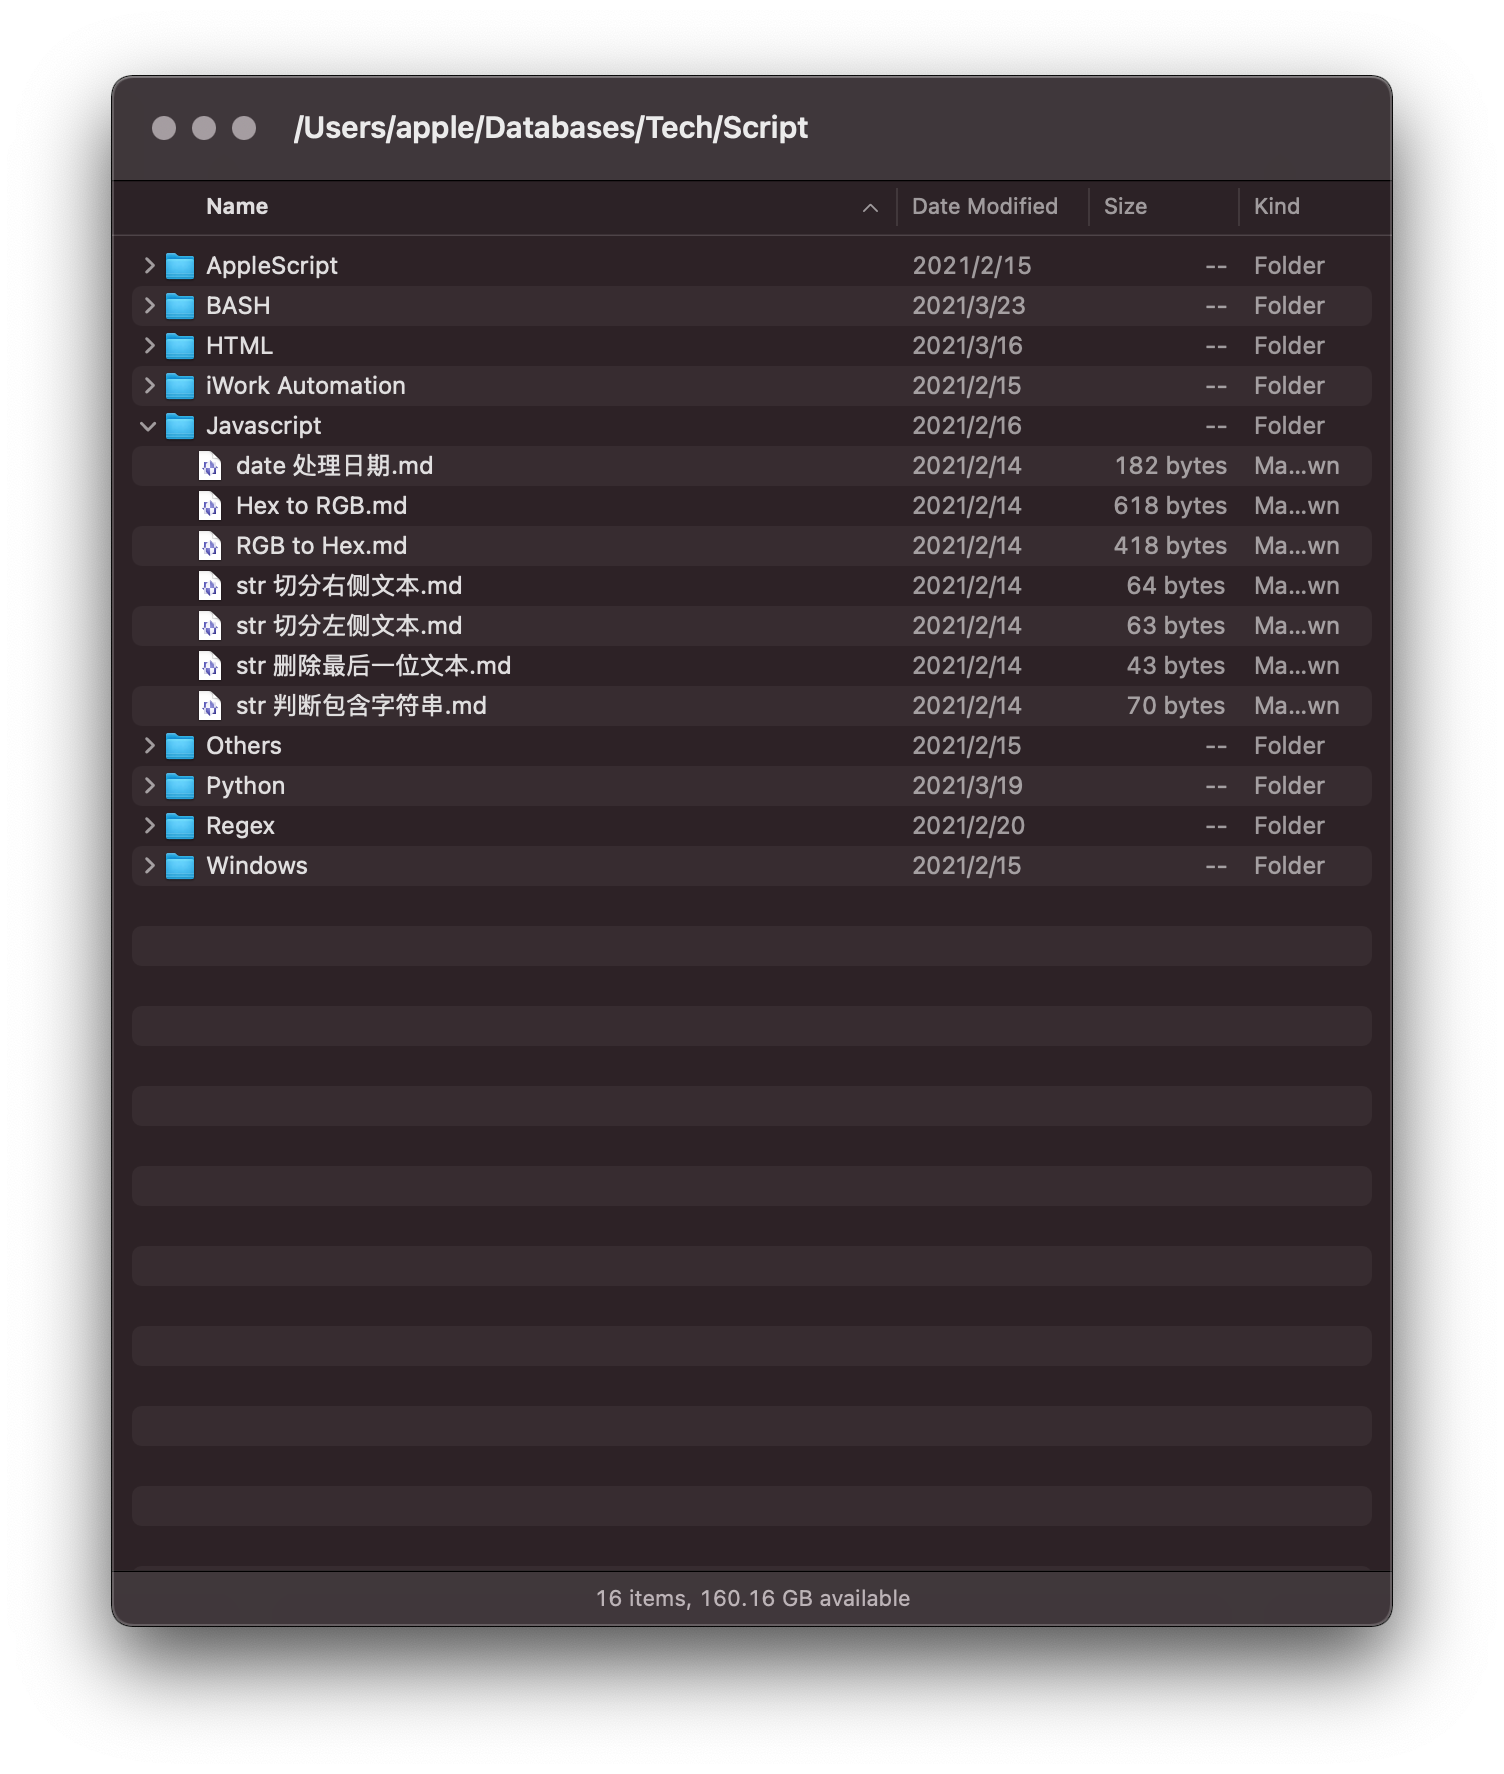 /Users/apple/Databases/Tech/Script
Name Date Modified Size Kind
AppleScript 2021/2/15 -- Folder
BASH 2021/3/23 -- Folder
HTML 2021/3/16 -- Folder
iWork Automation 2021/2/15 -- Folder
Javascript 2021/2/16 -- Folder
date 处理日期.md 2021/2/14 182 bytes Ma...wn
Hex to RGB.md 2021/2/14 618 bytes Ma...wn
RGB to Hex.md 2021/2/14 418 bytes Ma...wn
str 切分右侧文本.md 2021/2/14 64 bytes Ma...wn
str 切分左侧文本.md 2021/2/14 63 bytes Ma...wn
str 删除最后一位文本.md 2021/2/14 43 bytes Ma...wn
str 判断包含字符串.md 2021/2/14 70 bytes Ma...wn
Others 2021/2/15 -- Folder
Python 2021/3/19 -- Folder
Regex 2021/2/20 -- Folder
Windows 2021/2/15 -- Folder
16 items, 160.16 GB available